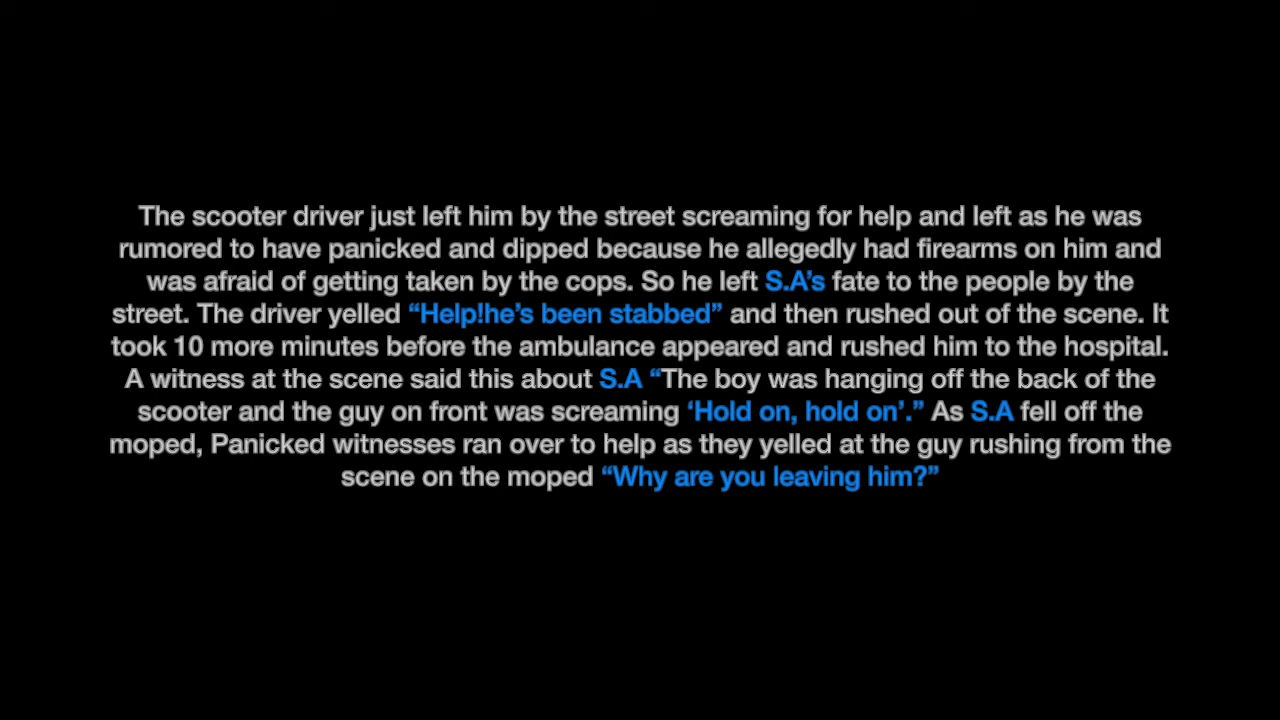 The scooter driver just left him by the street screaming for help and left as he was
rumored to have panicked and dipped because he allegedly had firearms on him and
was afraid of getting taken by the cops. So he left S.A’s fate to the people by the
street. The driver yelled “Help!he’s been stabbed” and then rushed out of the scene. It
took 10 more minutes before the ambulance appeared and rushed him to the hospital.
A witness at the scene said this about S.A “The boy was hanging off the back of the
scooter and the guy on front was screaming ‘Hold on, hold on’.” As S.A fell off the
moped, Panicked witnesses ran over to help as they yelled at the guy rushing from the
scene on the moped “Why are you leaving him?”